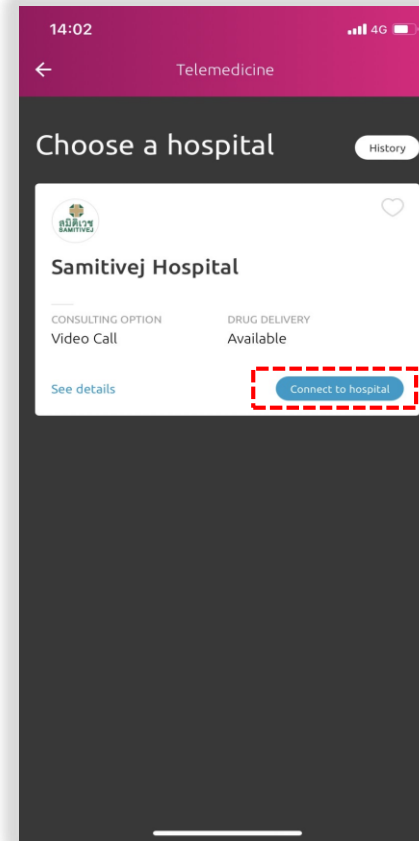 14:02
4G
Telemedicine
Choose a hospital
History
สมิติเวช
SAMITIVEJ
Samitivej Hospital
CONSULTING OPTION
DRUG DELIVERY
Video Call
Available
See details
Connect to hospital